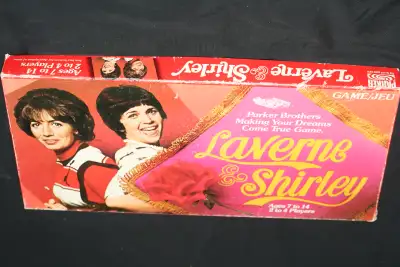 Ages 7 to 14
2 to 4 Players
Laverne & Shirley
PARKER
GAME/JEU
Parker Brothers
Making Your Dreams
Come True Game.
Laverne
& Shirley
Ages 7 to 14
2 to 4 Players